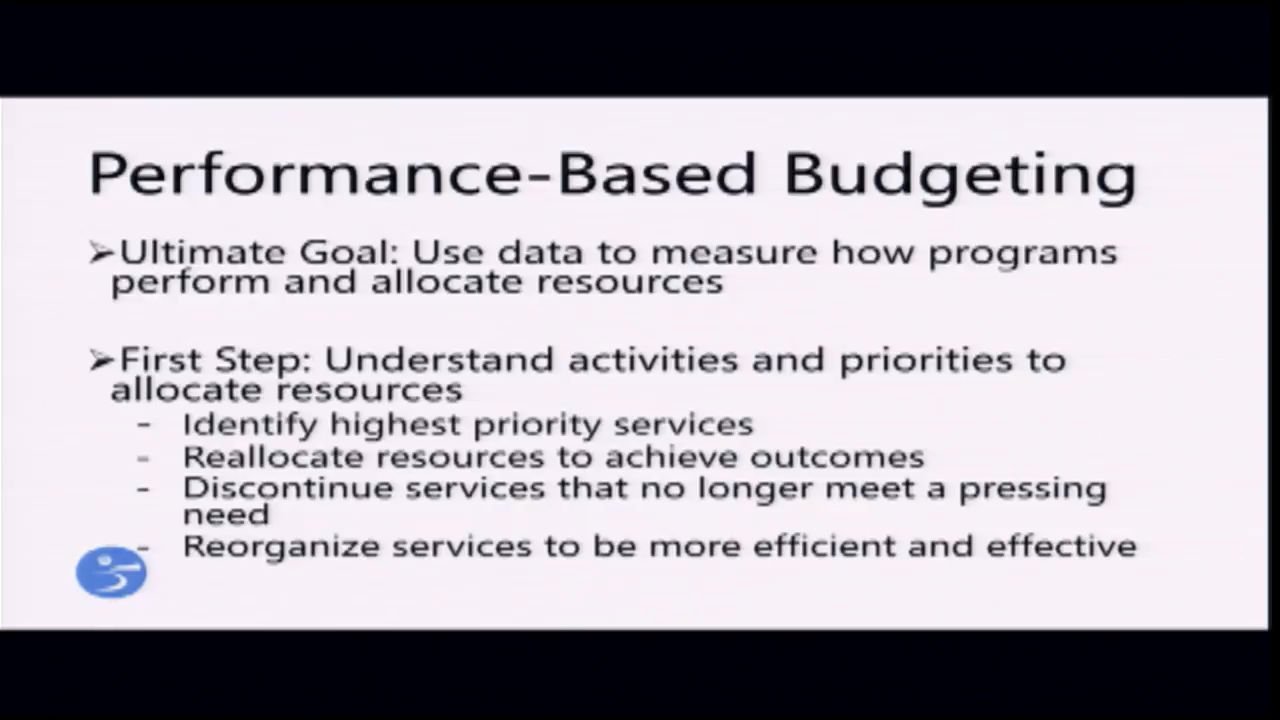 Performance-Based Budgeting
➢Ultimate Goal: Use data to measure how programs
perform and allocate resources
➢First Step: Understand activities and priorities to
allocate resources
- Identify highest priority services
- Reallocate resources to achieve outcomes
- Discontinue services that no longer meet a pressing
need
- Reorganize services to be more efficient and effective